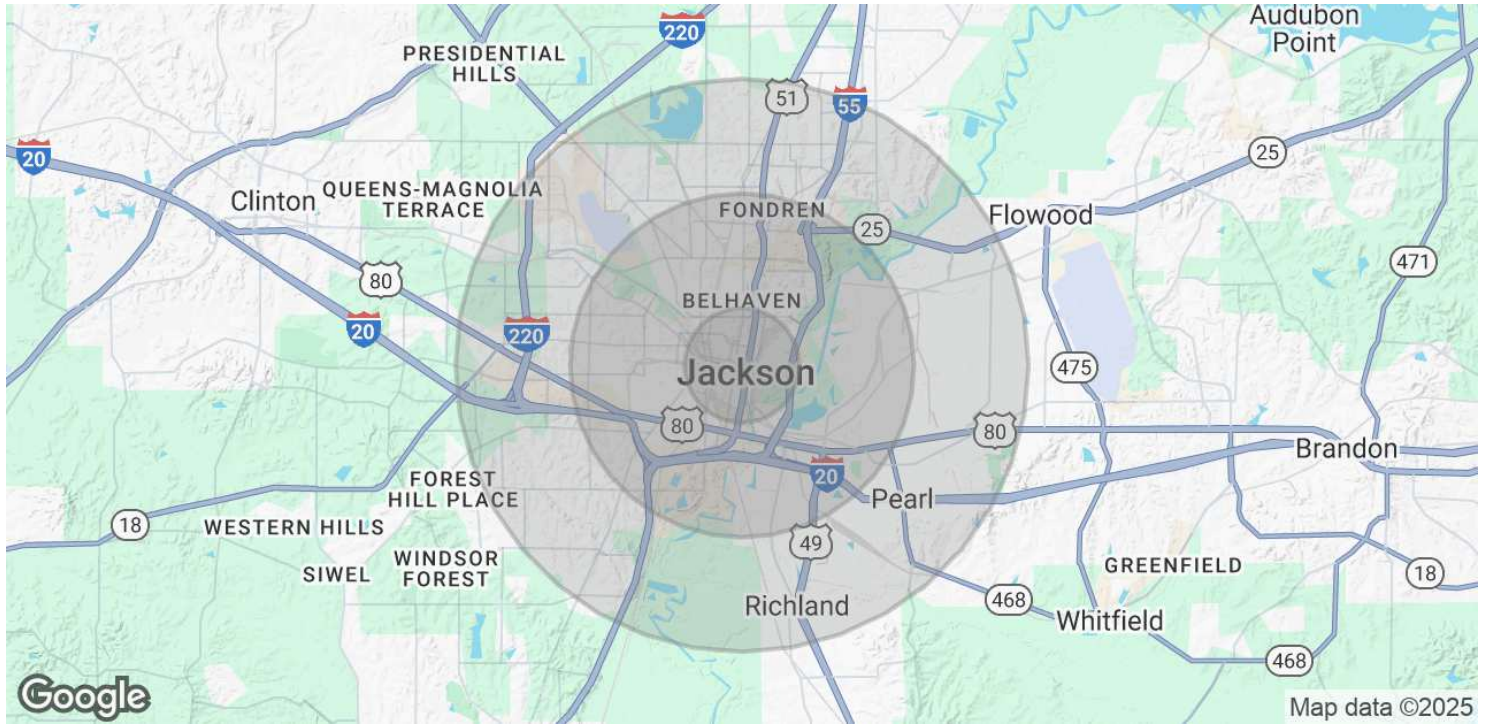 Audubon
Point
220
PRESIDENTIAL
HILLS
51
55
20
25
QUEENS-MAGNOLIA
TERRACE
Clinton
FONDREN
Flowood
25
471
80
BELHAVEN
20
220
475
Jackson
80
80
Brandon
20
FOREST
HILL PLACE
Pearl
18
WESTERN HILLS
49
WINDSOR
FOREST
SIWEL
GREENFIELD
18
468
Richland
Whitfield
468
Google
Map data ©2025